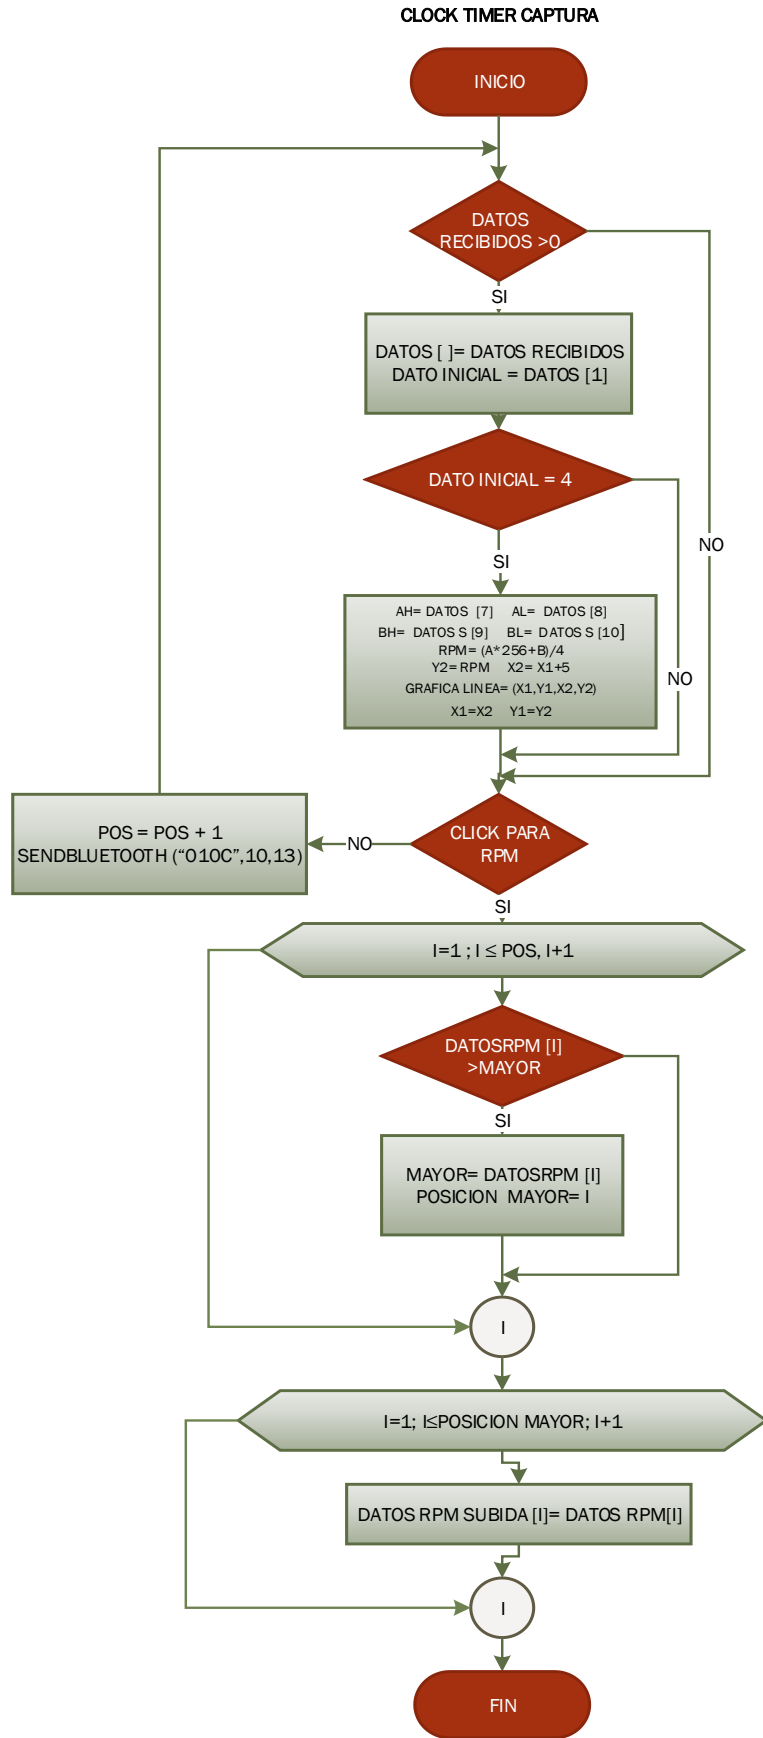 CLOCK TIMER CAPTURA
INICIO
DATOS
RECIBIDOS >0
SI
DATOS [ ]= DATOS RECIBIDOS
DATO INICIAL = DATOS [1]
DATO INICIAL = 4
NO
SI
AH= DATOS [7] AL= DATOS [8]
BH= DATOS S [9] BL= DATOS S [10]
RPM= (A*256+B)/4
Y2= RPM X2= X1+5
GRAFICA LINEA= (X1,Y1,X2,Y2)
X1=X2 Y1=Y2
NO
POS = POS + 1
SENDBLUETOOTH (“010C”,10,13)
NO
CLICK PARA
RPM
SI
I=1 ; I ≤ POS, I+1
DATOSRPM [I]
>MAYOR
SI
MAYOR= DATOSRPM [I]
POSICION MAYOR= I
I
I=1; I≤POSICION MAYOR; I+1
DATOS RPM SUBIDA [I]= DATOS RPM[I]
I
FIN